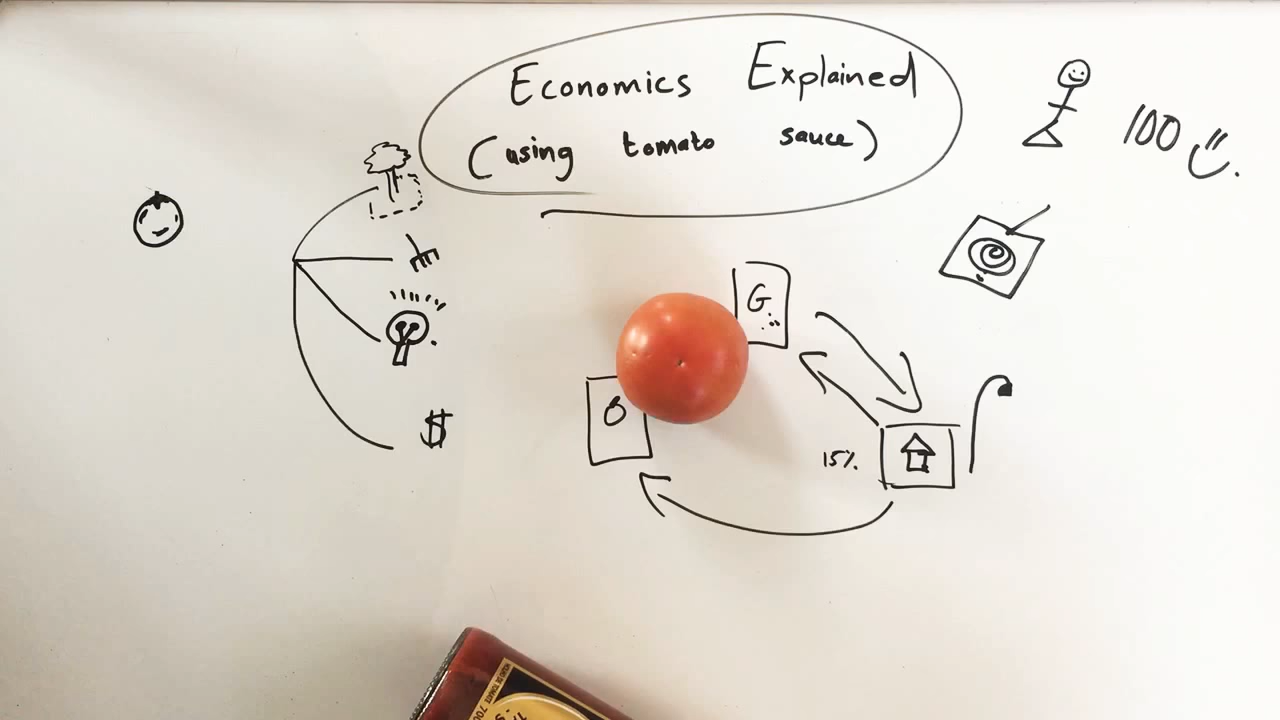 Economics Explained
(using tomato sauce)
100
G
$
15%